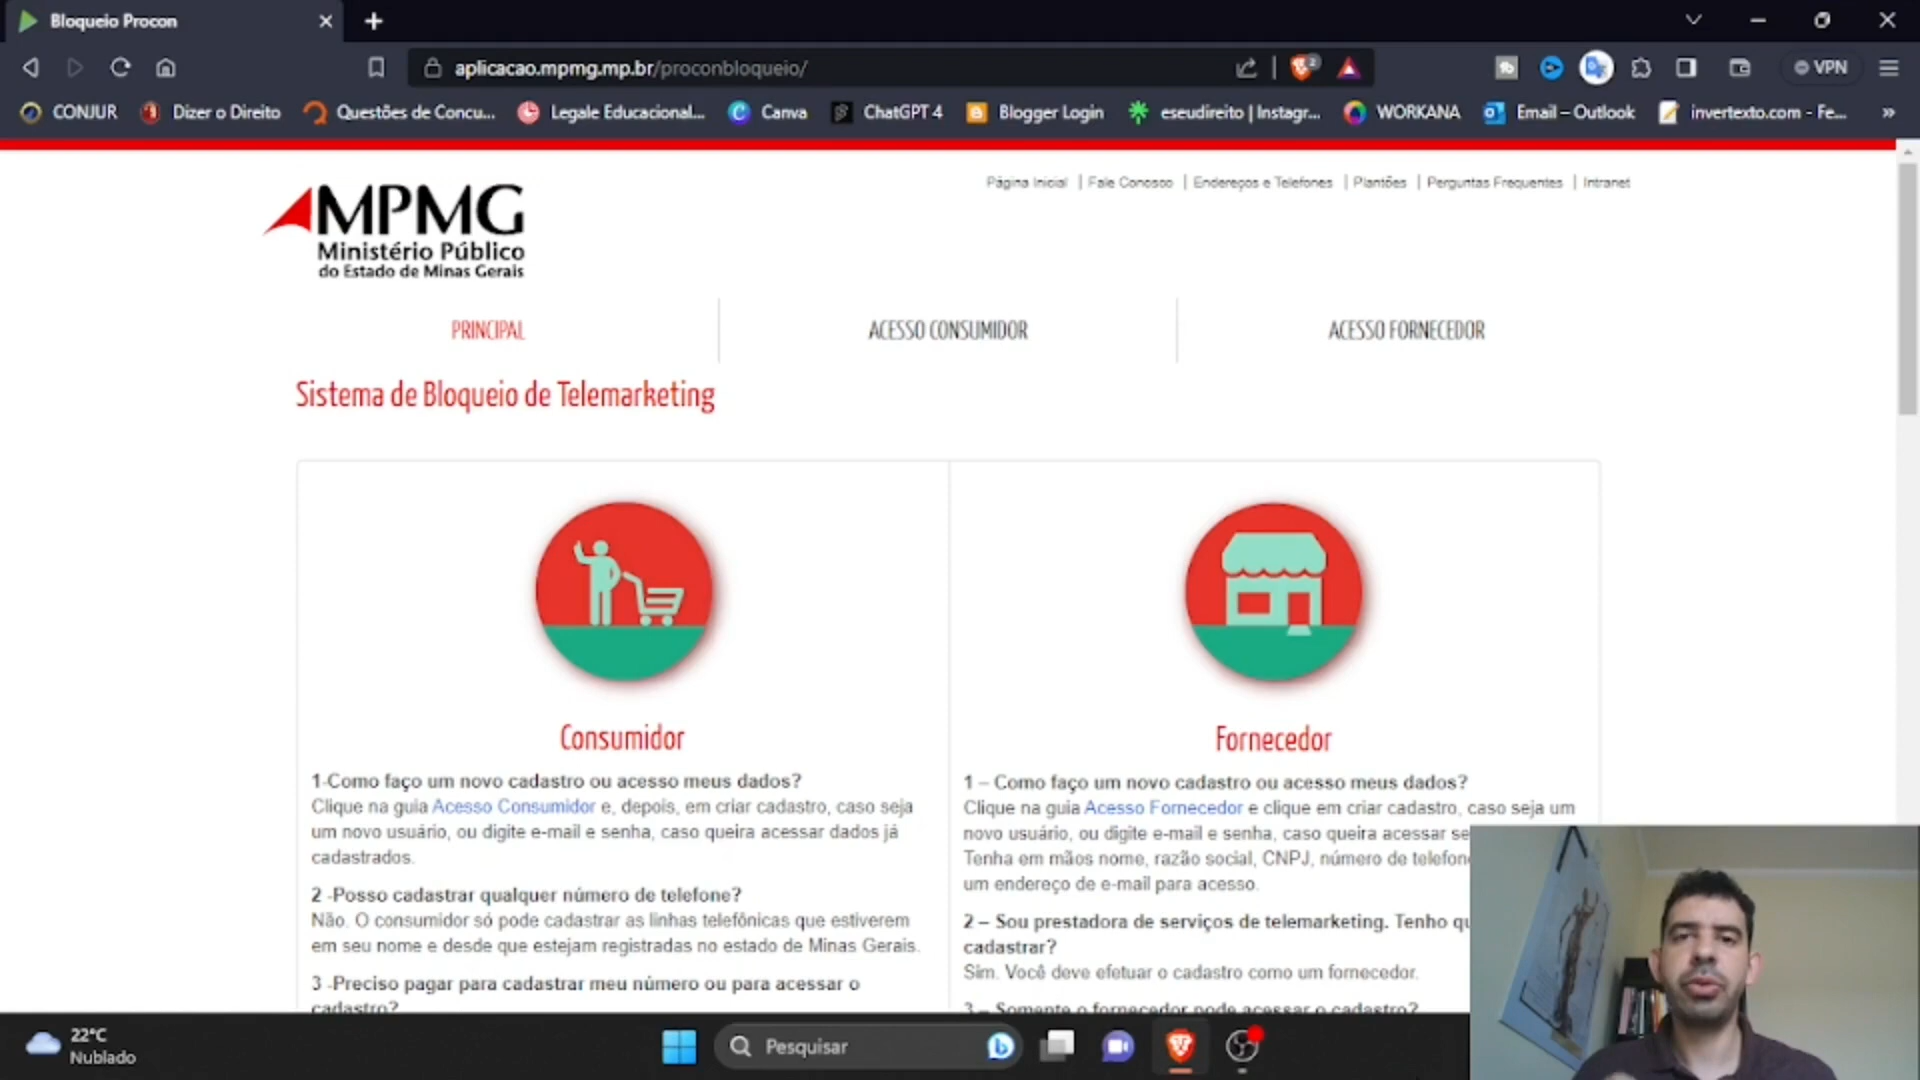 Bloqueio Procon
aplicacao.mpmg.mp.br/proconbloqueio/
2
VPN
CONJUR
Dizer o Direito
Questões de Concu...
Legale Educacional...
Canva
ChatGPT 4
Blogger Login
eseudireito | Instagr...
WORKANA
Email – Outlook
invertexto.com - Fe...
»
Página Inicial | Fale Conosco | Endereços e Telefones | Plantões | Perguntas Frequentes | Intranet
MPMG
Ministério Público
do Estado de Minas Gerais
PRINCIPAL
ACESSO CONSUMIDOR
ACESSO FORNECEDOR
Sistema de Bloqueio de Telemarketing
Consumidor
1-Como faço um novo cadastro ou acesso meus dados?
Clique na guia Acesso Consumidor e, depois, em criar cadastro, caso seja
um novo usuário, ou digite e-mail e senha, caso queira acessar dados já
cadastrados.
2 -Posso cadastrar qualquer número de telefone?
Não. O consumidor só pode cadastrar as linhas telefônicas que estiverem
em seu nome e desde que estejam registradas no estado de Minas Gerais.
3 -Preciso pagar para cadastrar meu número ou para acessar o
cadastro?
Fornecedor
1 – Como faço um novo cadastro ou acesso meus dados?
Clique na guia Acesso Fornecedor e clique em criar cadastro, caso seja um
novo usuário, ou digite e-mail e senha, caso queira acessar se
Tenha em mãos nome, razão social, CNPJ, número de telefon
um endereço de e-mail para acesso.
2 – Sou prestadora de serviços de telemarketing. Tenho qu
cadastrar?
Sim. Você deve efetuar o cadastro como um fornecedor.
3 – Somente o fornecedor pode acessar o cadastro?
22°C
Nublado
Pesquisar